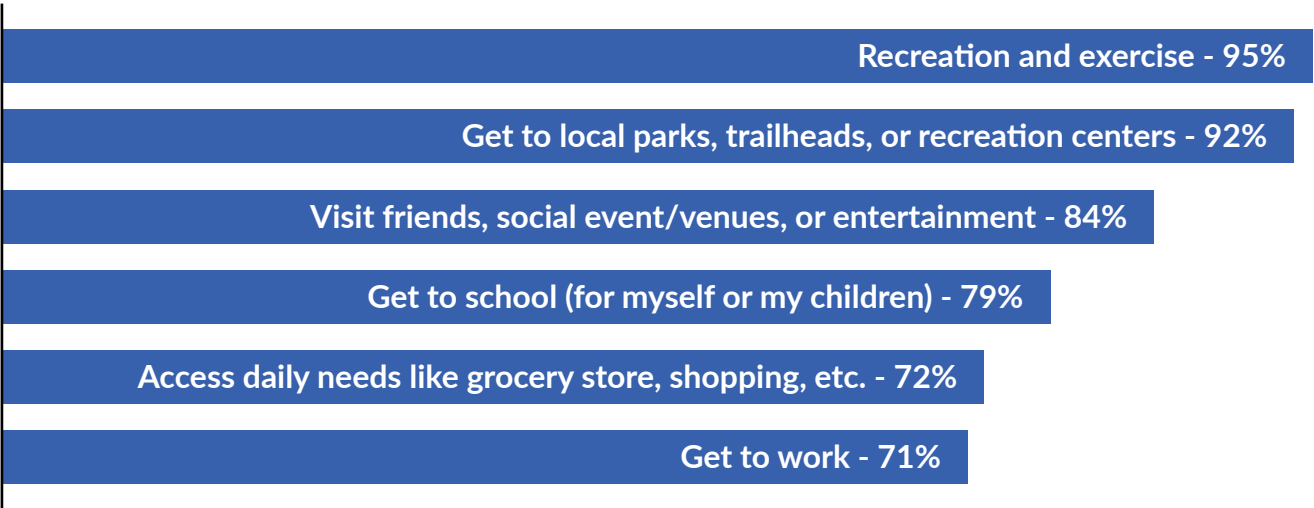 Recreation and exercise - 95%
Get to local parks, trailheads, or recreation centers - 92%
Visit friends, social event/venues, or entertainment - 84%
Get to school (for myself or my children) - 79%
Access daily needs like grocery store, shopping, etc. - 72%
Get to work - 71%